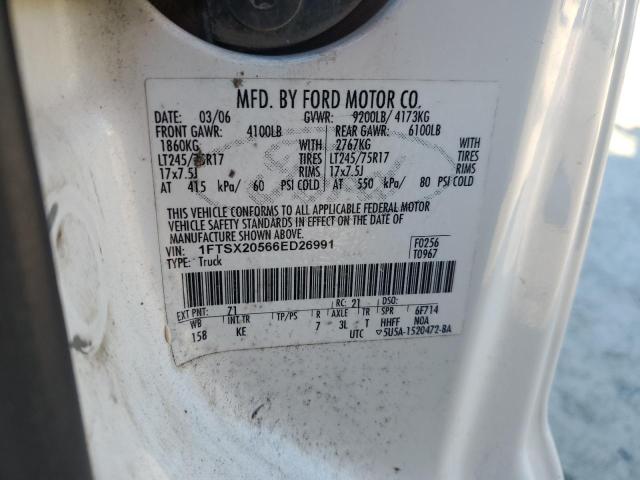 MFD. BY FORD MOTOR CO.
DATE: 03/06 GVWR: 9200LB/ 4173KG
FRONT GAWR: 4100LB REAR GAWR: 6100LB
1860KG WITH 2767KG WITH
LT245/75R17 TIRES LT245/75R17 TIRES
17x7.5J RIMS 17x7.5J RIMS
AT 415 kPa/ 60 PSI COLD AT 550 kPa/ 80 PSI COLD
THIS VEHICLE CONFORMS TO ALL APPLICABLE FEDERAL MOTOR
VEHICLE SAFETY STANDARDS IN EFFECT ON THE DATE OF
MANUFACTURE SHOWN ABOVE.
VIN: 1FTSX20566ED26991 F0256
TYPE: Truck T0967
EXT PNT: Z1 RC: 21 DSO:
WB INT TR TP/PS R AXLE TR SPR 6F714
158 KE 7 3L T HHFF N0A
UTC ▽5U5A-1520472-BA